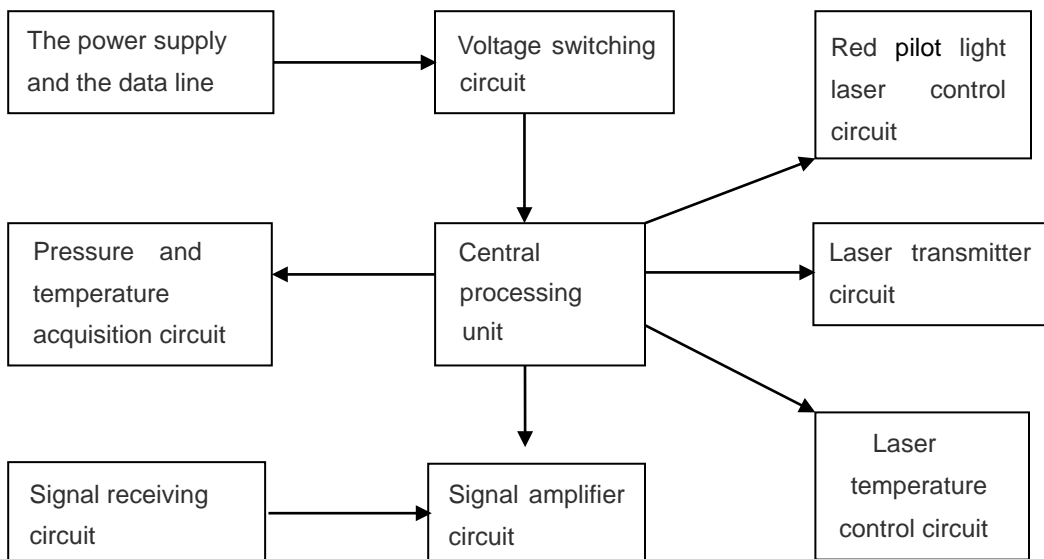 The power supply
and the data line
Voltage switching
circuit
Red pilot light
laser control
circuit
Pressure and
temperature
acquisition circuit
Central
processing
unit
Laser transmitter
circuit
Signal receiving
circuit
Signal amplifier
circuit
Laser
temperature
control circuit